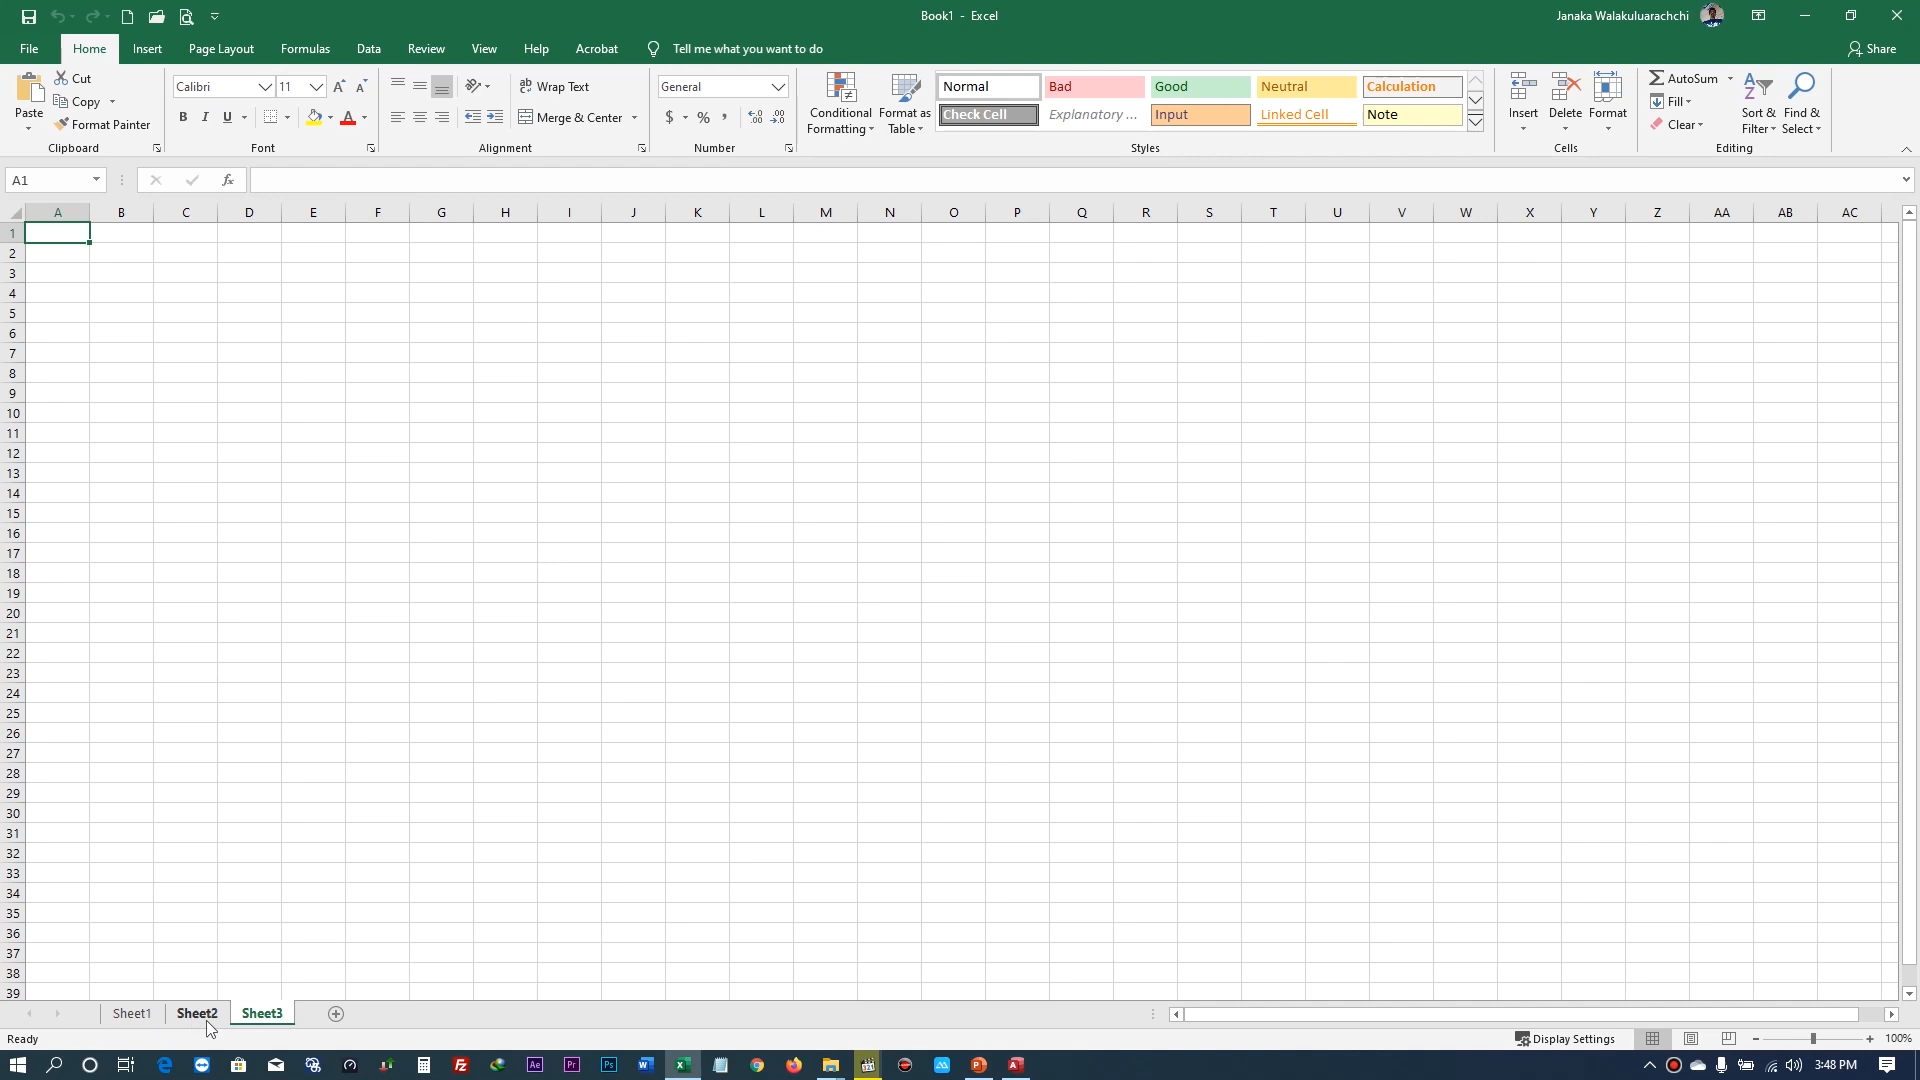 Book1 - Excel
Janaka Walakuluarachchi
File Home Insert Page Layout Formulas Data Review View Help Acrobat Tell me what you want to do Share
Paste
Cut
Copy
Format Painter
Clipboard
Calibri 11
B I U
Font
Wrap Text
Merge & Center
Alignment
General
$ % ,
Number
Conditional Formatting
Format as Table
Normal Bad Good Neutral Calculation
Check Cell Explanatory ... Input Linked Cell Note
Styles
Insert Delete Format
Cells
AutoSum
Fill
Clear
Sort & Filter
Find & Select
Editing
A1 fx
A B C D E F G H I J K L M N O P Q R S T U V W X Y Z AA AB AC
1
2
3
4
5
6
7
8
9
10
11
12
13
14
15
16
17
18
19
20
21
22
23
24
25
26
27
28
29
30
31
32
33
34
35
36
37
38
39
Sheet1 Sheet2 Sheet3
Ready Display Settings 100%
3:48 PM